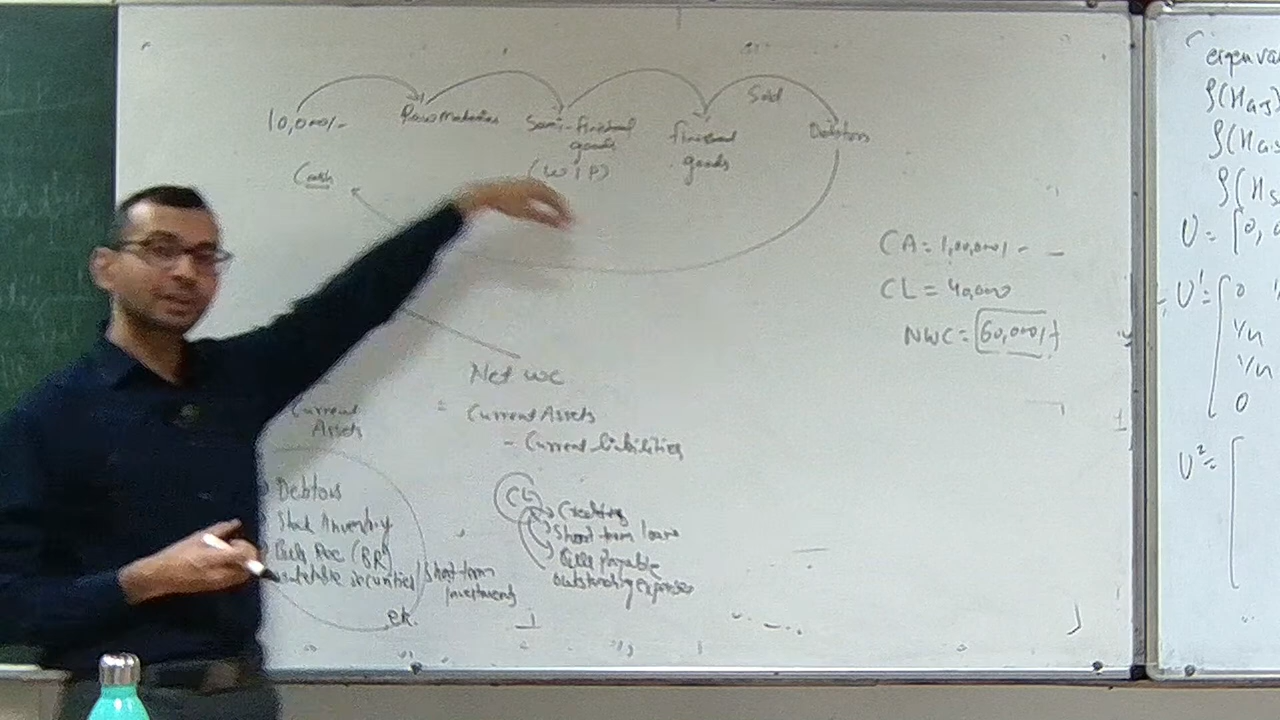 10,000/-
Raw Materials
Semi-finished
goods
(WIP)
finished
goods
Sold
Debtors
Cash
CA = 1,00,000/-
CL = 40,000
NWC = 60,000/-
Net WC
Current
Assets
= Current Assets
- Current liabilities
Debtors
Stock Inventory
Bills Rec (BR)
securities/Short-term
Investments
etc.
CL
Creditors
Short term loans
Bills Payable
outstanding expenses
eigenva